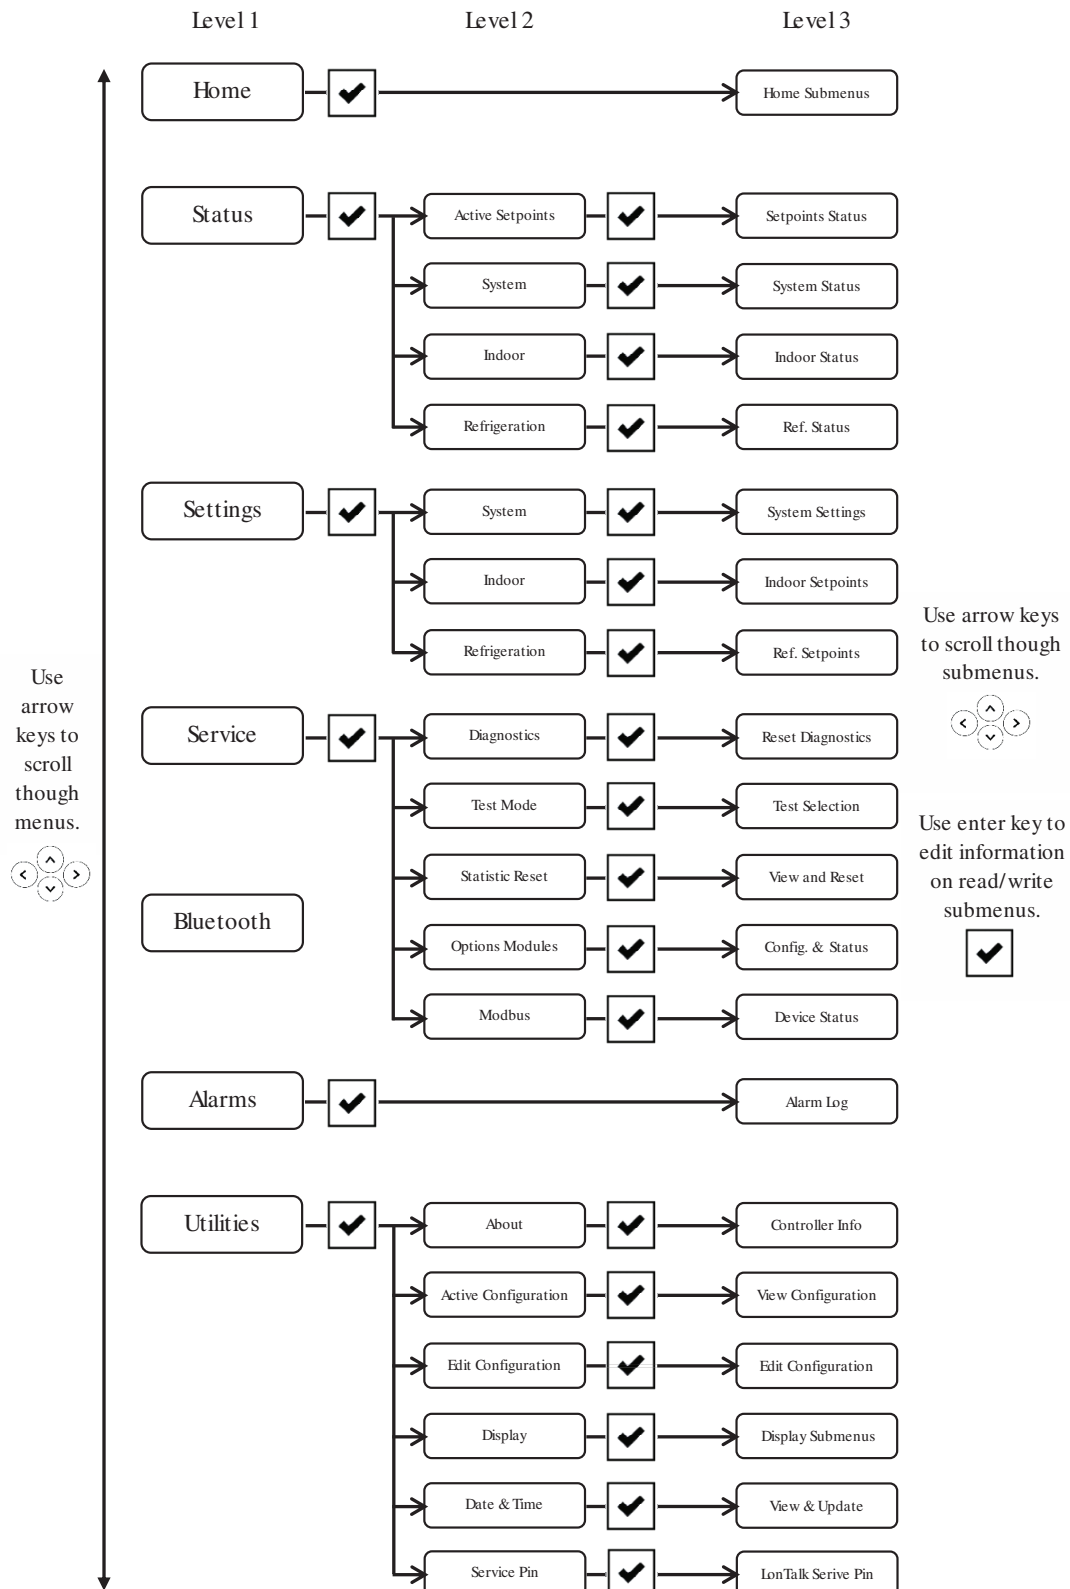 Level 1 Level 2 Level 3
Home Home Submenus
Status Active Setpoints Setpoints Status
System System Status
Indoor Indoor Status
Refrigeration Ref. Status
Settings System System Settings
Indoor Indoor Setpoints
Refrigeration Ref. Setpoints
Use arrow keys
to scroll though
submenus.
Use
arrow
keys to
scroll
though
menus.
Service Diagnostics Reset Diagnostics
Test Mode Test Selection
Use enter key to
edit information
on read/write
submenus.
Statistic Reset View and Reset
Bluetooth
Options Modules Config. & Status
Modbus Device Status
Alarms Alarm Log
Utilities About Controller Info
Active Configuration View Configuration
Edit Configuration Edit Configuration
Display Display Submenus
Date & Time View & Update
Service Pin LonTalk Serive Pin